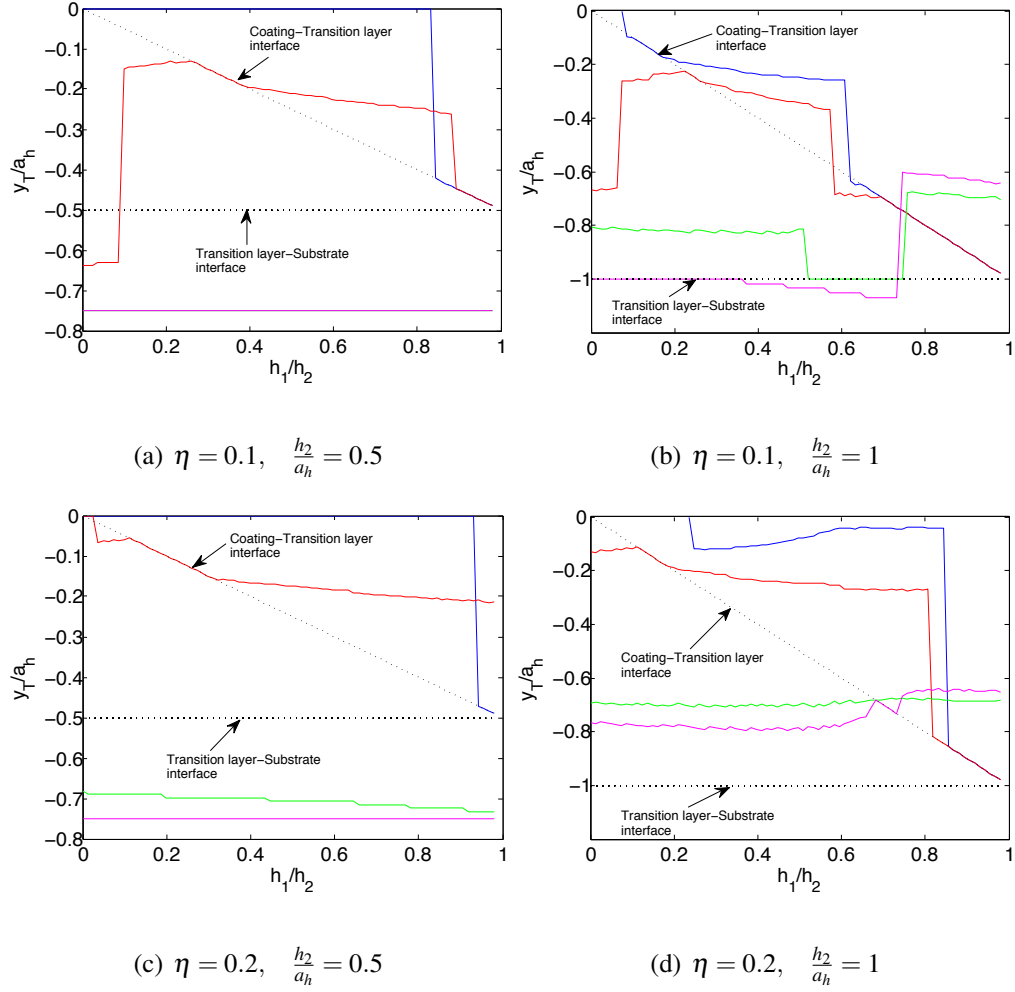 0
−0.1
−0.2
−0.3
−0.4
−0.5
−0.6
−0.7
−0.8
y_T/a_h
0 0.2 0.4 0.6 0.8 1
h_1/h_2
Coating−Transition layer
interface
Transition layer−Substrate
interface
(a) η = 0.1, h_2/a_h = 0.5
0
−0.2
−0.4
−0.6
−0.8
−1
y_T/a_h
0 0.2 0.4 0.6 0.8 1
h_1/h_2
Coating−Transition layer
interface
Transition layer−Substrate
interface
(b) η = 0.1, h_2/a_h = 1
0
−0.1
−0.2
−0.3
−0.4
−0.5
−0.6
−0.7
−0.8
y_T/a_h
0 0.2 0.4 0.6 0.8 1
h_1/h_2
Coating−Transition layer
interface
Transition layer−Substrate
interface
(c) η = 0.2, h_2/a_h = 0.5
0
−0.2
−0.4
−0.6
−0.8
−1
y_T/a_h
0 0.2 0.4 0.6 0.8 1
h_1/h_2
Coating−Transition layer
interface
Transition layer−Substrate
interface
(d) η = 0.2, h_2/a_h = 1